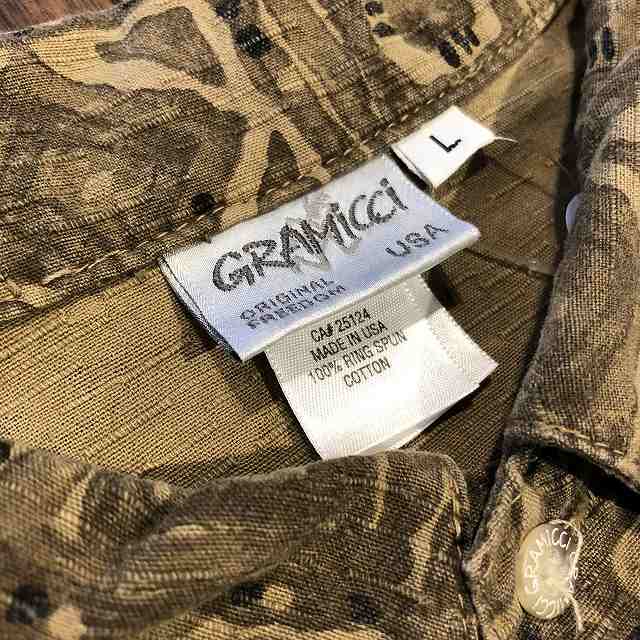 L
GRAMiCCi
USA
ORIGINAL
FREEDOM
CA# 25124
MADE IN USA
100% RING SPUN
COTTON
GRAMICCI